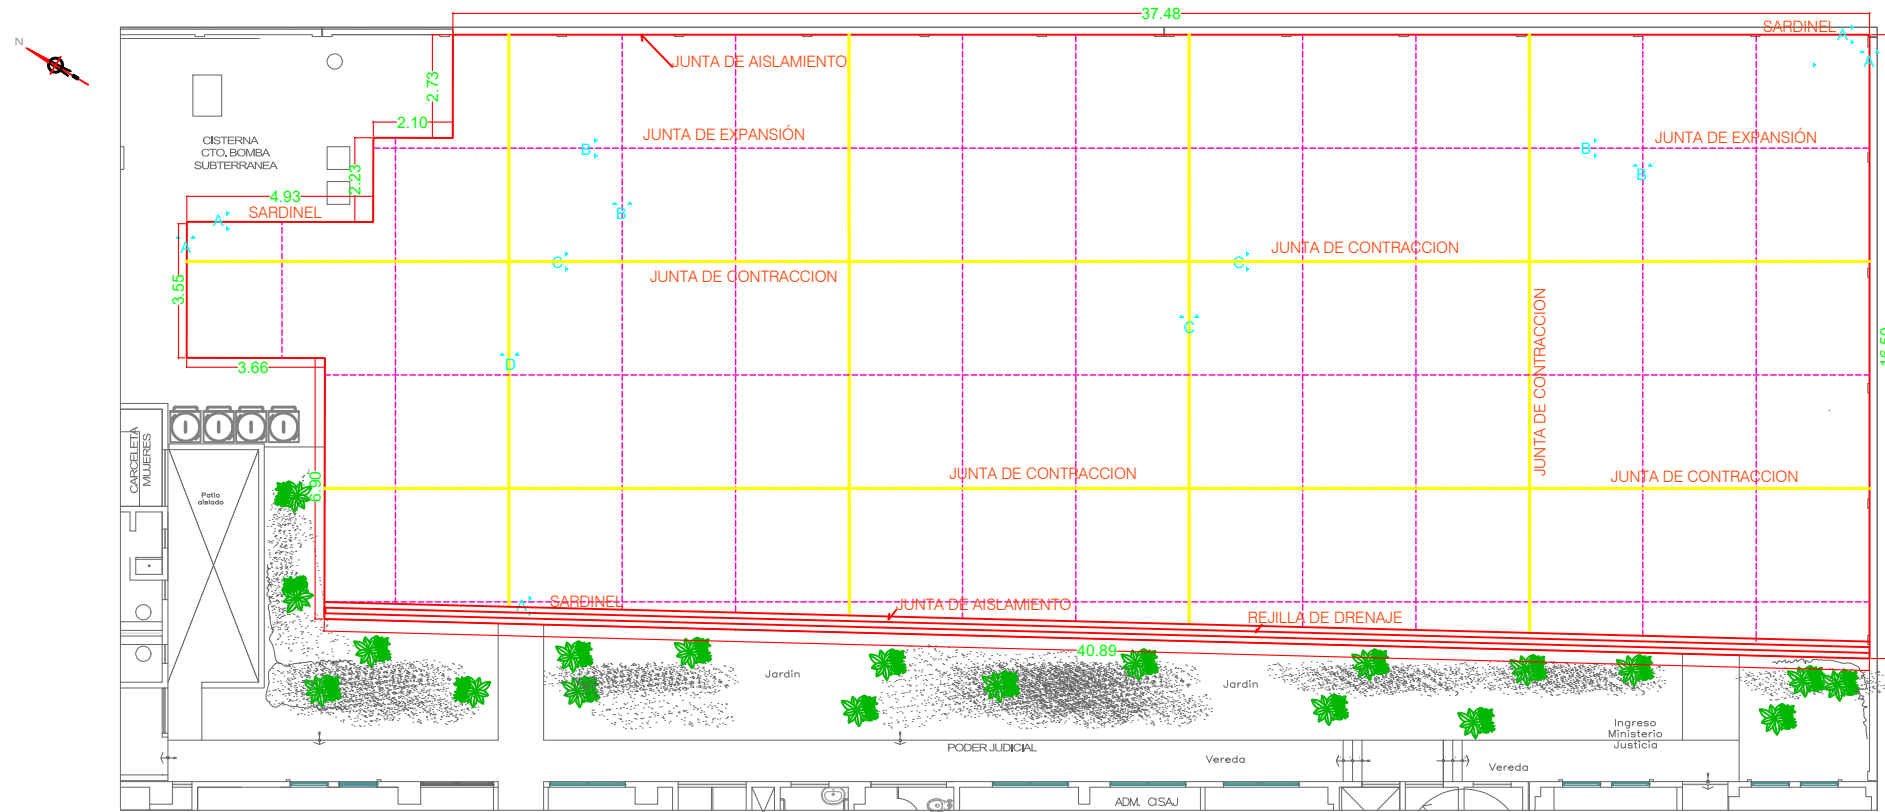 37.48
SARDINEL
A
A
N
JUNTA DE AISLAMIENTO
2.73
2.10
JUNTA DE EXPANSIÓN
JUNTA DE EXPANSIÓN
CISTERNA
CTO. BOMBA
SUBTERRANEA
B
B
B
2.23
4.93
SARDINEL
A
B
A
JUNTA DE CONTRACCION
C
C
JUNTA DE CONTRACCION
3.55
C
JUNTA DE CONTRACCION
D
3.66
CARCELETA
MUJERES
6.90
JUNTA DE CONTRACCION
JUNTA DE CONTRACCION
Patio
aislado
A
SARDINEL
JUNTA DE AISLAMIENTO
REJILLA DE DRENAJE
40.89
Jardin
Jardin
Ingreso
Ministerio
Justicia
PODER JUDICIAL
Vereda
Vereda
ADM. CISAJ